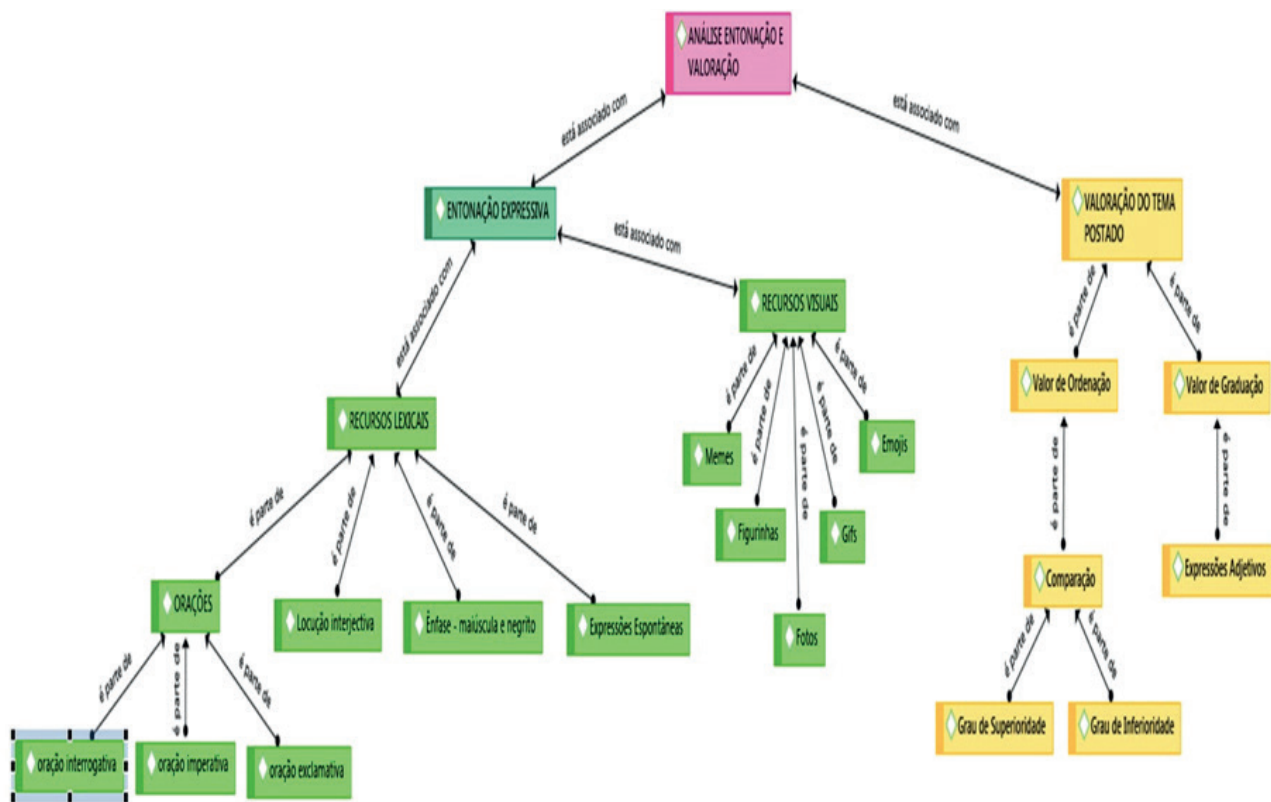 ANÁLISE ENTONAÇÃO E
VALORAÇÃO
está associado com
está associado com
ENTONAÇÃO EXPRESSIVA
VALORAÇÃO DO TEMA
POSTADO
está associado com
está associado com
é parte de
é parte de
RECURSOS VISUAIS
Valor de Ordenação
Valor de Graduação
é parte de
é parte de
é parte de
é parte de
é parte de
RECURSOS LEXICAIS
Memes
Emojis
é parte de
é parte de
Figurinhas
Gifs
é parte de
é parte de
é parte de
é parte de
Comparação
Expressões Adjetivos
ORAÇÕES
Locução interjectiva
Ênfase - maiúscula e negrito
Expressões Espontâneas
Fotos
é parte de
é parte de
é parte de
é parte de
é parte de
Grau de Superioridade
Grau de Inferioridade
oração interrogativa
oração imperativa
oração exclamativa